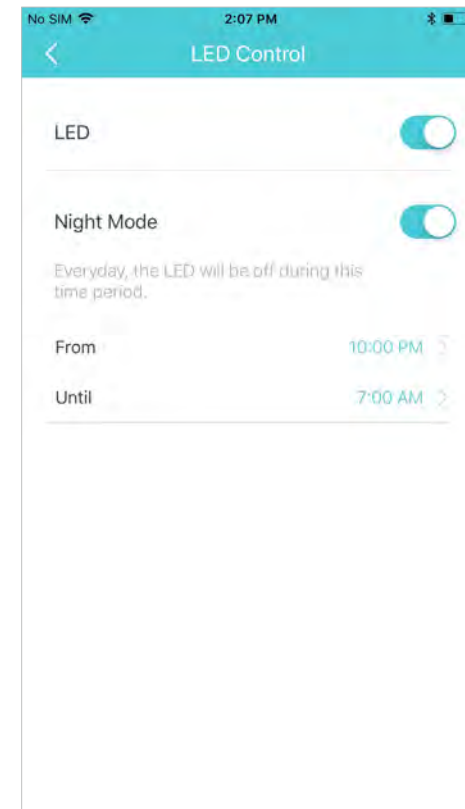 No SIM 2:07 PM
LED Control
LED
Night Mode
Everyday, the LED will be off during this
time period.
From 10:00 PM
Until 7:00 AM